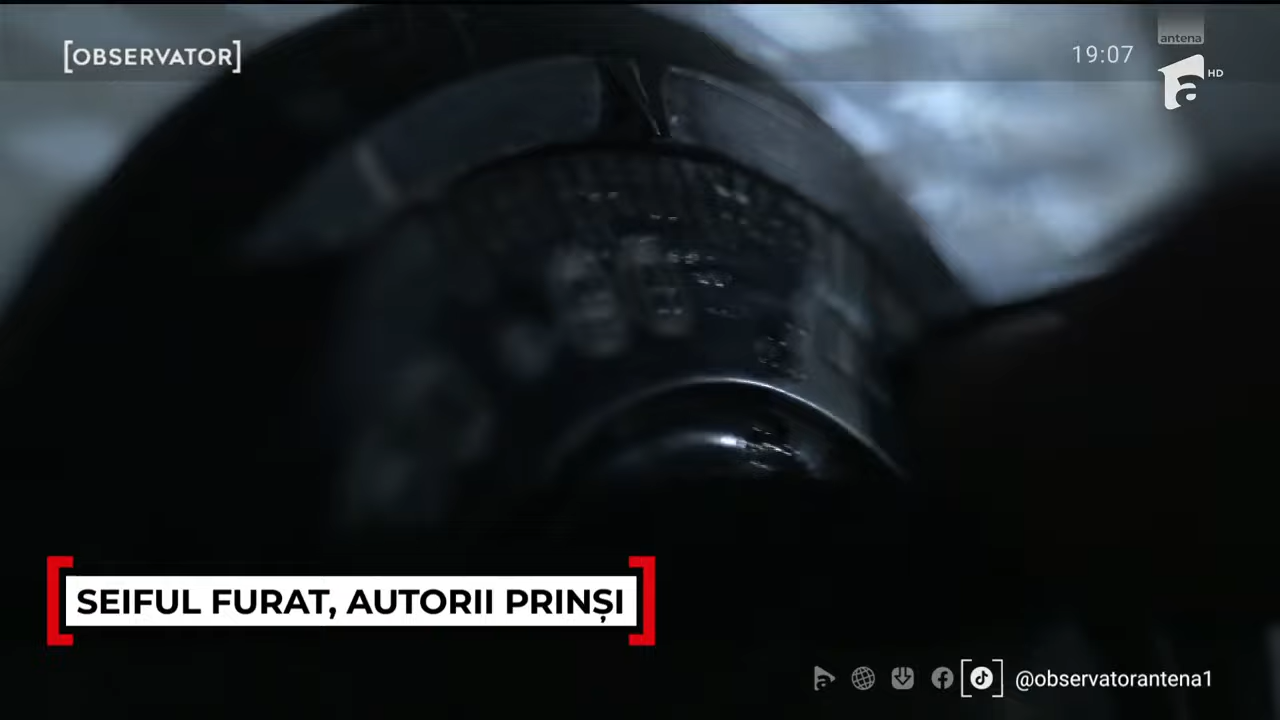 [OBSERVATOR]
19:07
antena
HD
SEIFUL FURAT, AUTORII PRINȘI
@observatorantena1